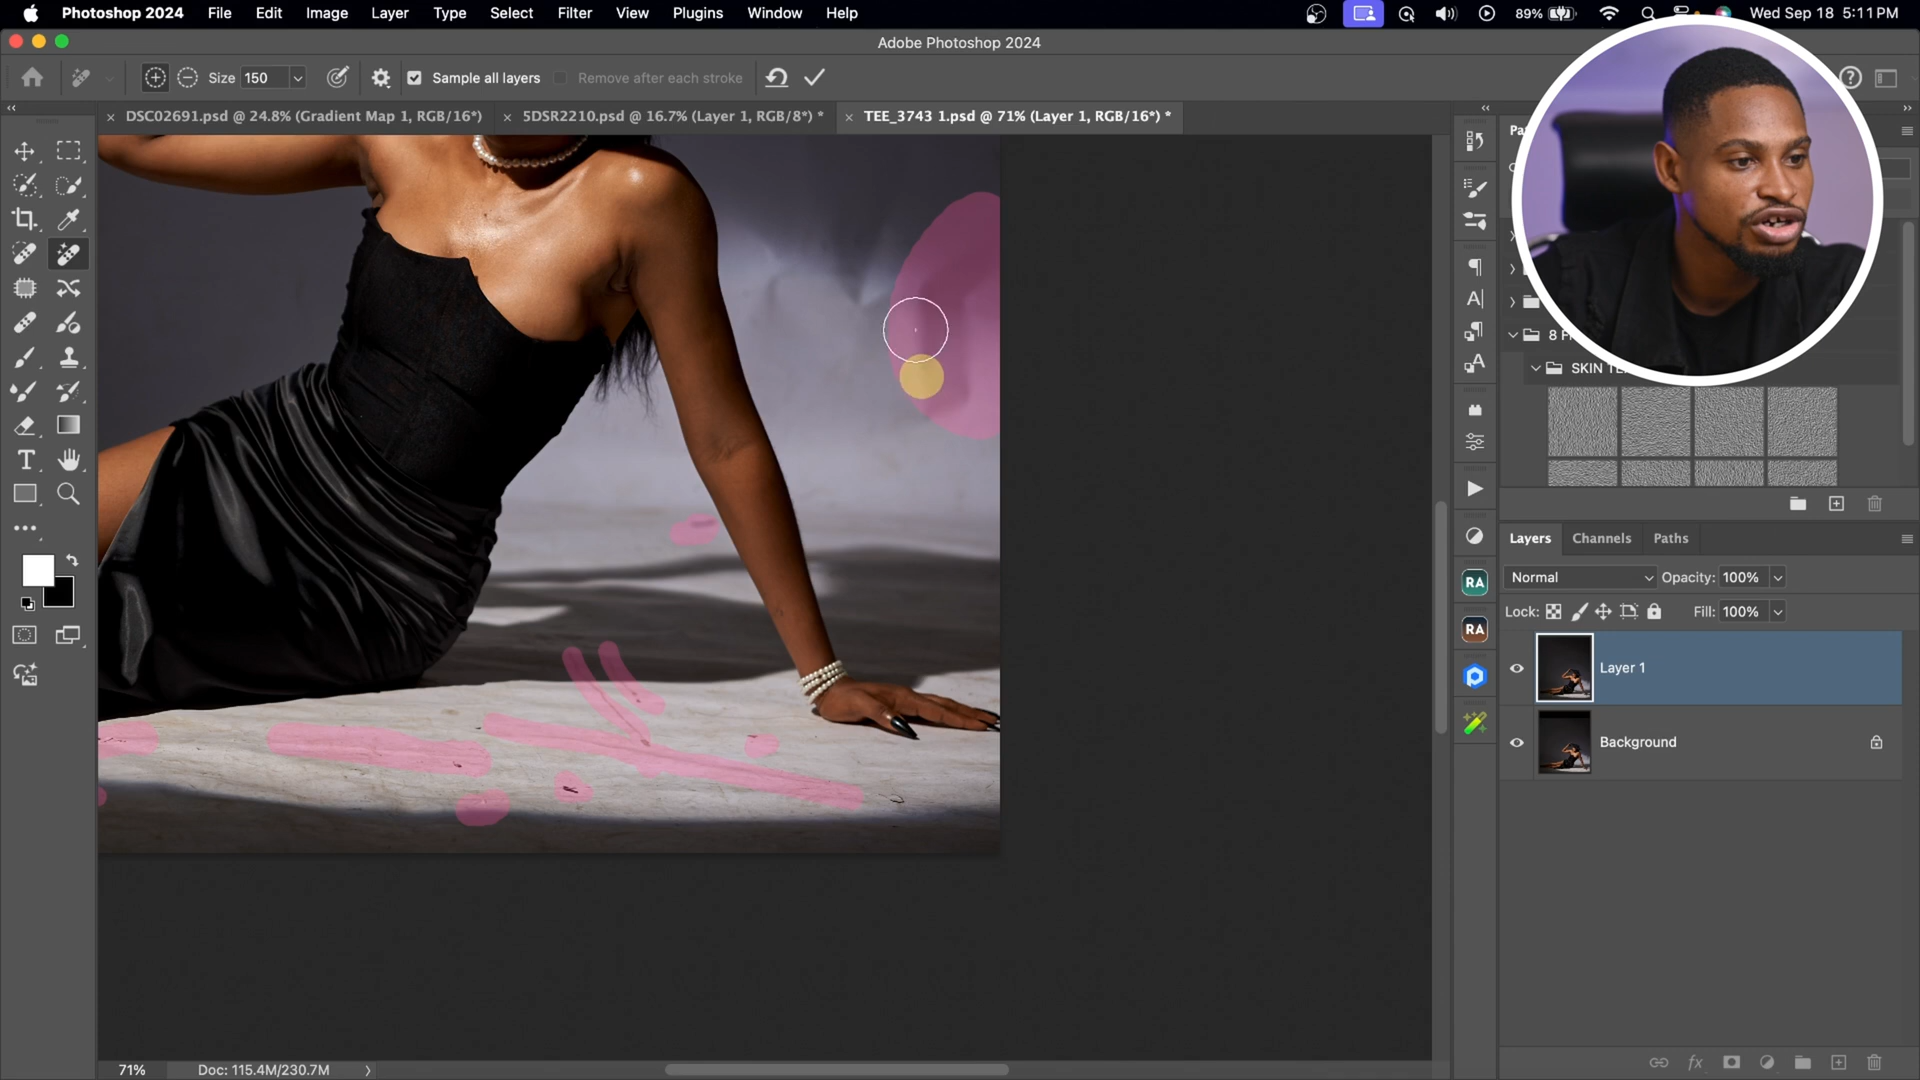 Photoshop 2024 File Edit Image Layer Type Select Filter View Plugins Window Help 89% Wed Sep 18 5:11 PM
Adobe Photoshop 2024
Size 150 Sample all layers Remove after each stroke
DSC02691.psd @ 24.8% (Gradient Map 1, RGB/16*) 5DSR2210.psd @ 16.7% (Layer 1, RGB/8*) * TEE_3743 1.psd @ 71% (Layer 1, RGB/16*) *
Layers Channels Paths
Normal Opacity: 100%
Lock: Fill: 100%
RA
RA
Layer 1
Background
71% Doc: 115.4M/230.7M